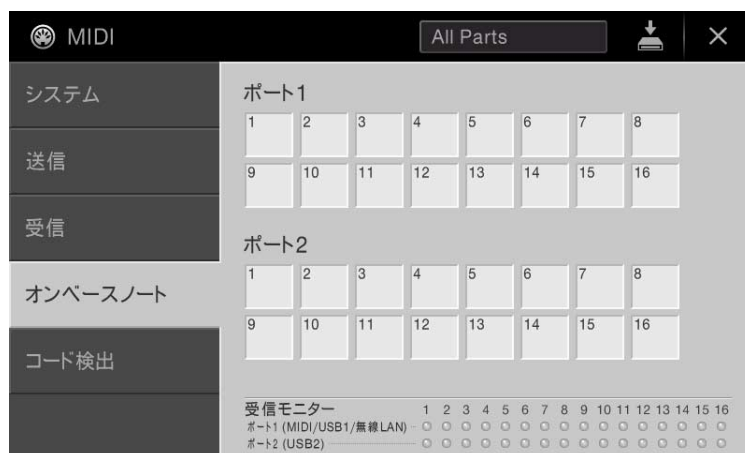 MIDI
All Parts
システム
送信
受信
オンベースノート
コード検出
ポート1
1 2 3 4 5 6 7 8
9 10 11 12 13 14 15 16
ポート2
1 2 3 4 5 6 7 8
9 10 11 12 13 14 15 16
受信モニター 1 2 3 4 5 6 7 8 9 10 11 12 13 14 15 16
ポート1 (MIDI/USB1/無線LAN)
ポート2 (USB2)